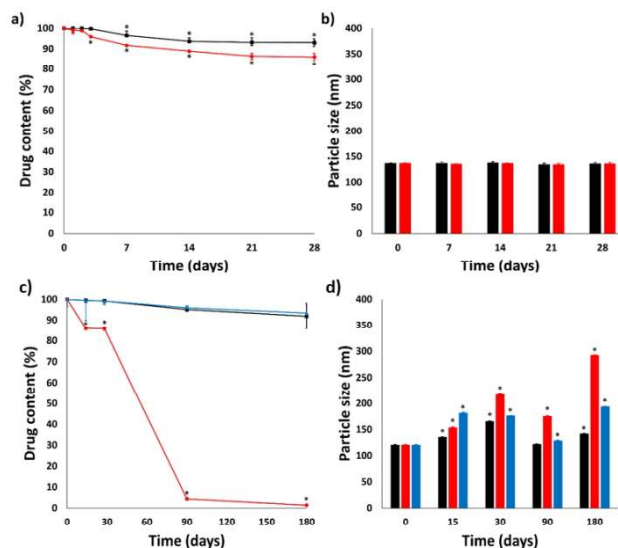 a)
Drug content (%)
100
90
80
70
60
50
40
30
20
10
0
* * * * *
* * * * *
0 7 14 21 28
Time (days)
b)
Particle size (nm)
400
350
300
250
200
150
100
50
0
0 7 14 21 28
Time (days)
c)
Drug content (%)
100
90
80
70
60
50
40
30
20
10
0
* *
* *
0 30 60 90 120 150 180
Time (days)
d)
Particle size (nm)
400
350
300
250
200
150
100
50
0
* * * * * * * * * * *
0 15 30 90 180
Time (days)